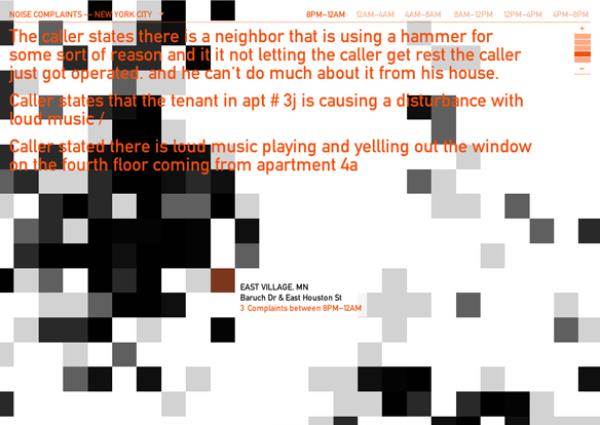 NOISE COMPLAINTS -- NEW YORK CITY
8PM–12AM 12AM–4AM 4AM–8AM 8AM–12PM 12PM–4PM 4PM–8PM
+
–
The caller states there is a neighbor that is using a hammer for
some sort of reason and it it not letting the caller get rest the caller
just got operated. and he can't do much about it from his house.
Caller states that the tenant in apt # 3j is causing a disturbance with
loud music /
Caller stated there is loud music playing and yellling out the window
on the fourth floor coming from apartment 4a
EAST VILLAGE, MN
Baruch Dr & East Houston St
3 Complaints between 8PM–12AM